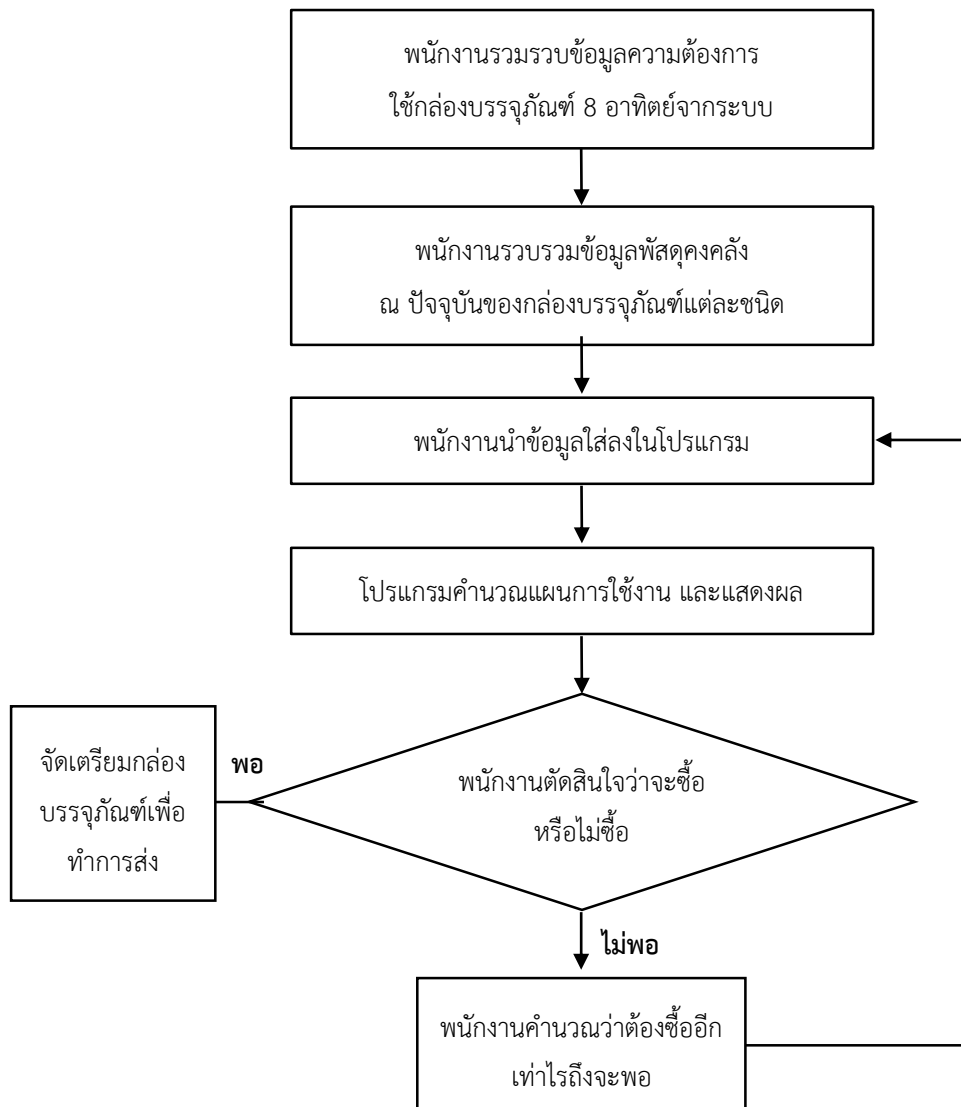 พนักงานรวมรวบข้อมูลความต้องการ
ใช้กล่องบรรจุภัณฑ์ 8 อาทิตย์จากระบบ
พนักงานรวบรวมข้อมูลพัสดุคงคลัง
ณ ปัจจุบันของกล่องบรรจุภัณฑ์แต่ละชนิด
พนักงานนำข้อมูลใส่ลงในโปรแกรม
โปรแกรมคำนวณแผนการใช้งาน และแสดงผล
พนักงานตัดสินใจว่าจะซื้อ
หรือไม่ซื้อ
พอ
จัดเตรียมกล่อง
บรรจุภัณฑ์เพื่อ
ทำการส่ง
ไม่พอ
พนักงานคำนวณว่าต้องซื้ออีก
เท่าไรถึงจะพอ